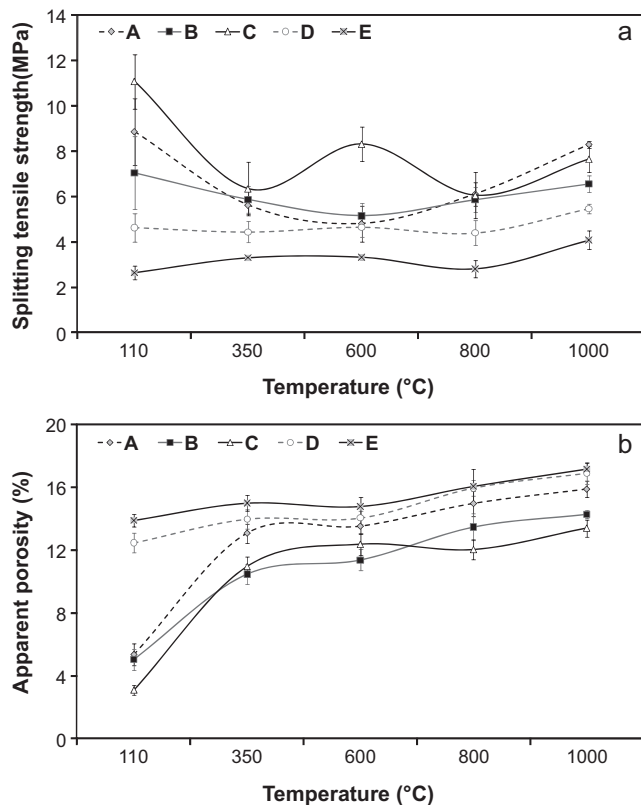 14
12
10
8
6
4
2
0
A B C D E
a
Splitting tensile strength(MPa)
110 350 600 800 1000
Temperature (°C)
20
16
12
8
4
0
A B C D E
b
Apparent porosity (%)
110 350 600 800 1000
Temperature (°C)